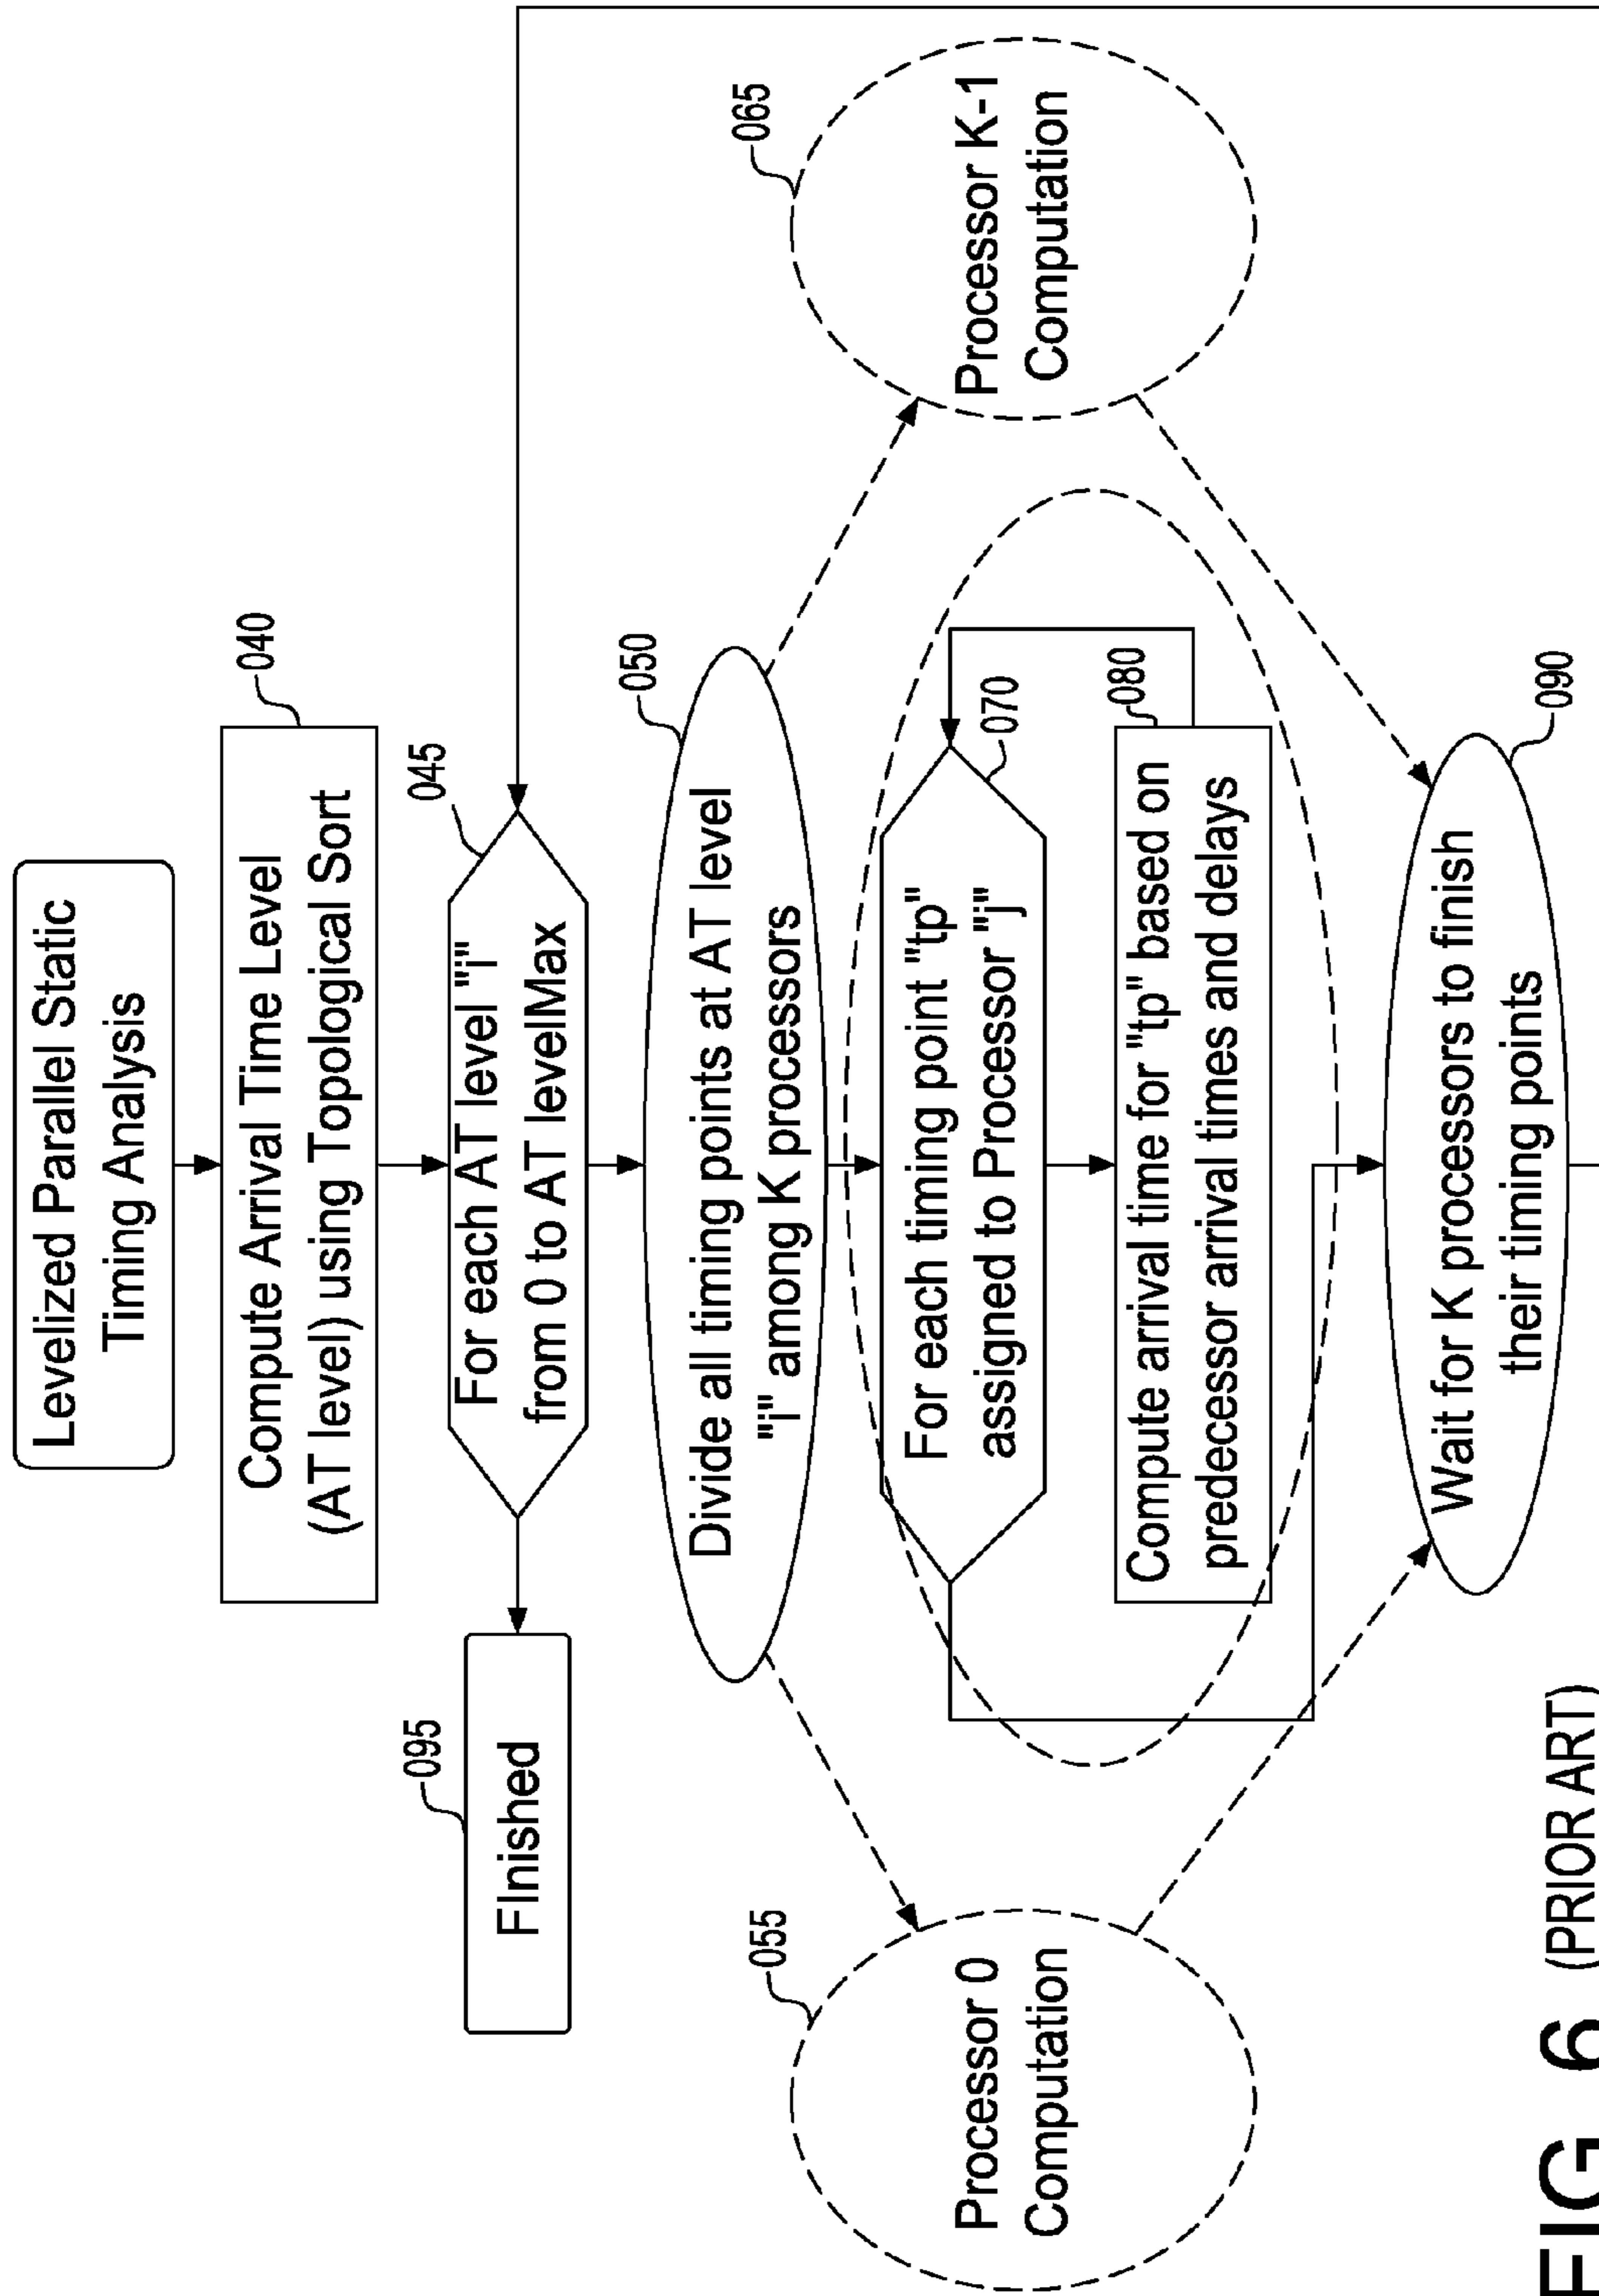 Levelized Parallel Static
Timing Analysis
040
Compute Arrival Time Level
(AT level) using Topological Sort
045
For each AT level "i"
from 0 to AT levelMax
095
FInished
050
Divide all timing points at AT level
"i" among K processors
055
Processor 0
Computation
070
For each timing point "tp"
assigned to Processor "j"
080
Compute arrival time for "tp" based on
predecessor arrival times and delays
065
Processor K-1
Computation
090
Wait for K processors to finish
their timing points
FIG 6 (PRIOR ART)